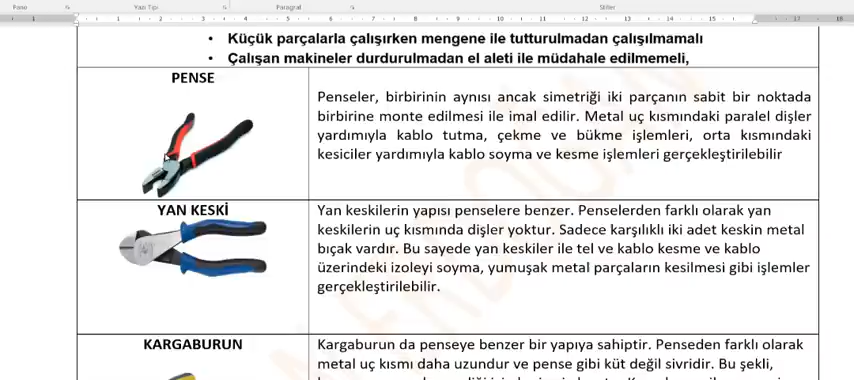 Pano
Yazı Tipi
Paragraf
Stiller
• Küçük parçalarla çalışırken mengene ile tutturulmadan çalışılmamalı
• Çalışan makineler durdurulmadan el aleti ile müdahale edilmemeli,
PENSE
Penseler, birbirinin aynısı ancak simetriği iki parçanın sabit bir noktada
birbirine monte edilmesi ile imal edilir. Metal uç kısmındaki paralel dişler
yardımıyla kablo tutma, çekme ve bükme işlemleri, orta kısmındaki
kesiciler yardımıyla kablo soyma ve kesme işlemleri gerçekleştirilebilir
YAN KESKİ
Yan keskilerin yapısı penselere benzer. Penselerden farklı olarak yan
keskilerin uç kısmında dişler yoktur. Sadece karşılıklı iki adet keskin metal
bıçak vardır. Bu sayede yan keskiler ile tel ve kablo kesme ve kablo
üzerindeki izoleyi soyma, yumuşak metal parçaların kesilmesi gibi işlemler
gerçekleştirilebilir.
KARGABURUN
Kargaburun da penseye benzer bir yapıya sahiptir. Penseden farklı olarak
metal uç kısmı daha uzundur ve pense gibi küt değil sivridir. Bu şekli,